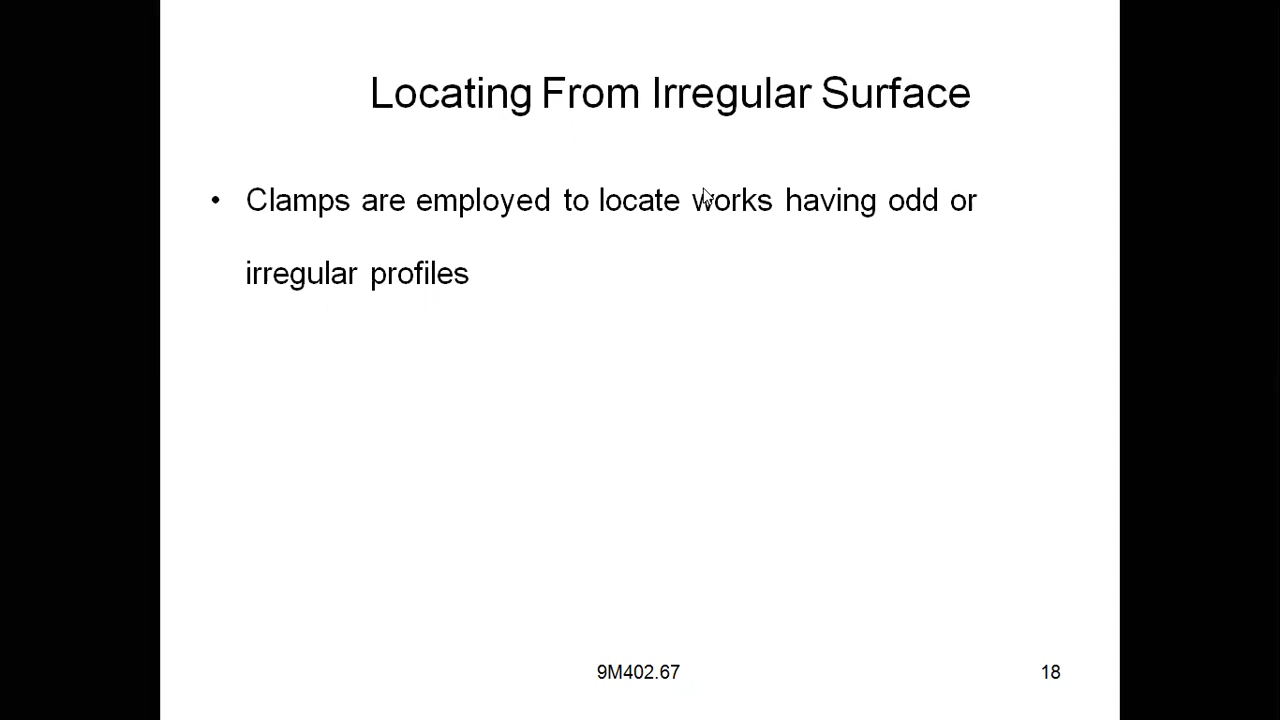 Locating From Irregular Surface
• Clamps are employed to locate works having odd or
irregular profiles
9M402.67
18